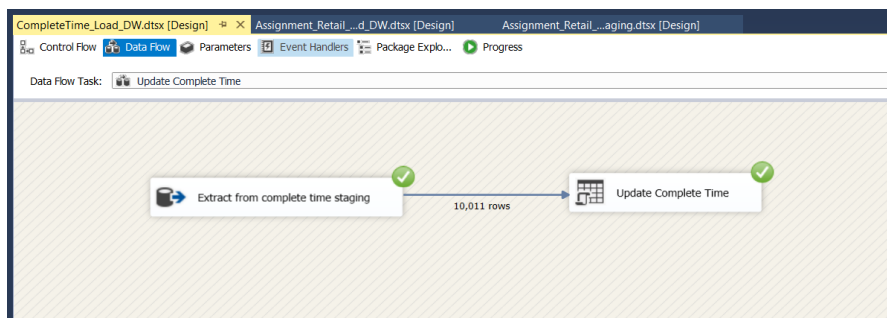 CompleteTime_Load_DW.dtsx [Design] Assignment_Retail_...d_DW.dtsx [Design] Assignment_Retail_...aging.dtsx [Design]
Control Flow Data Flow Parameters Event Handlers Package Explo... Progress
Data Flow Task: Update Complete Time
Extract from complete time staging
10,011 rows
Update Complete Time